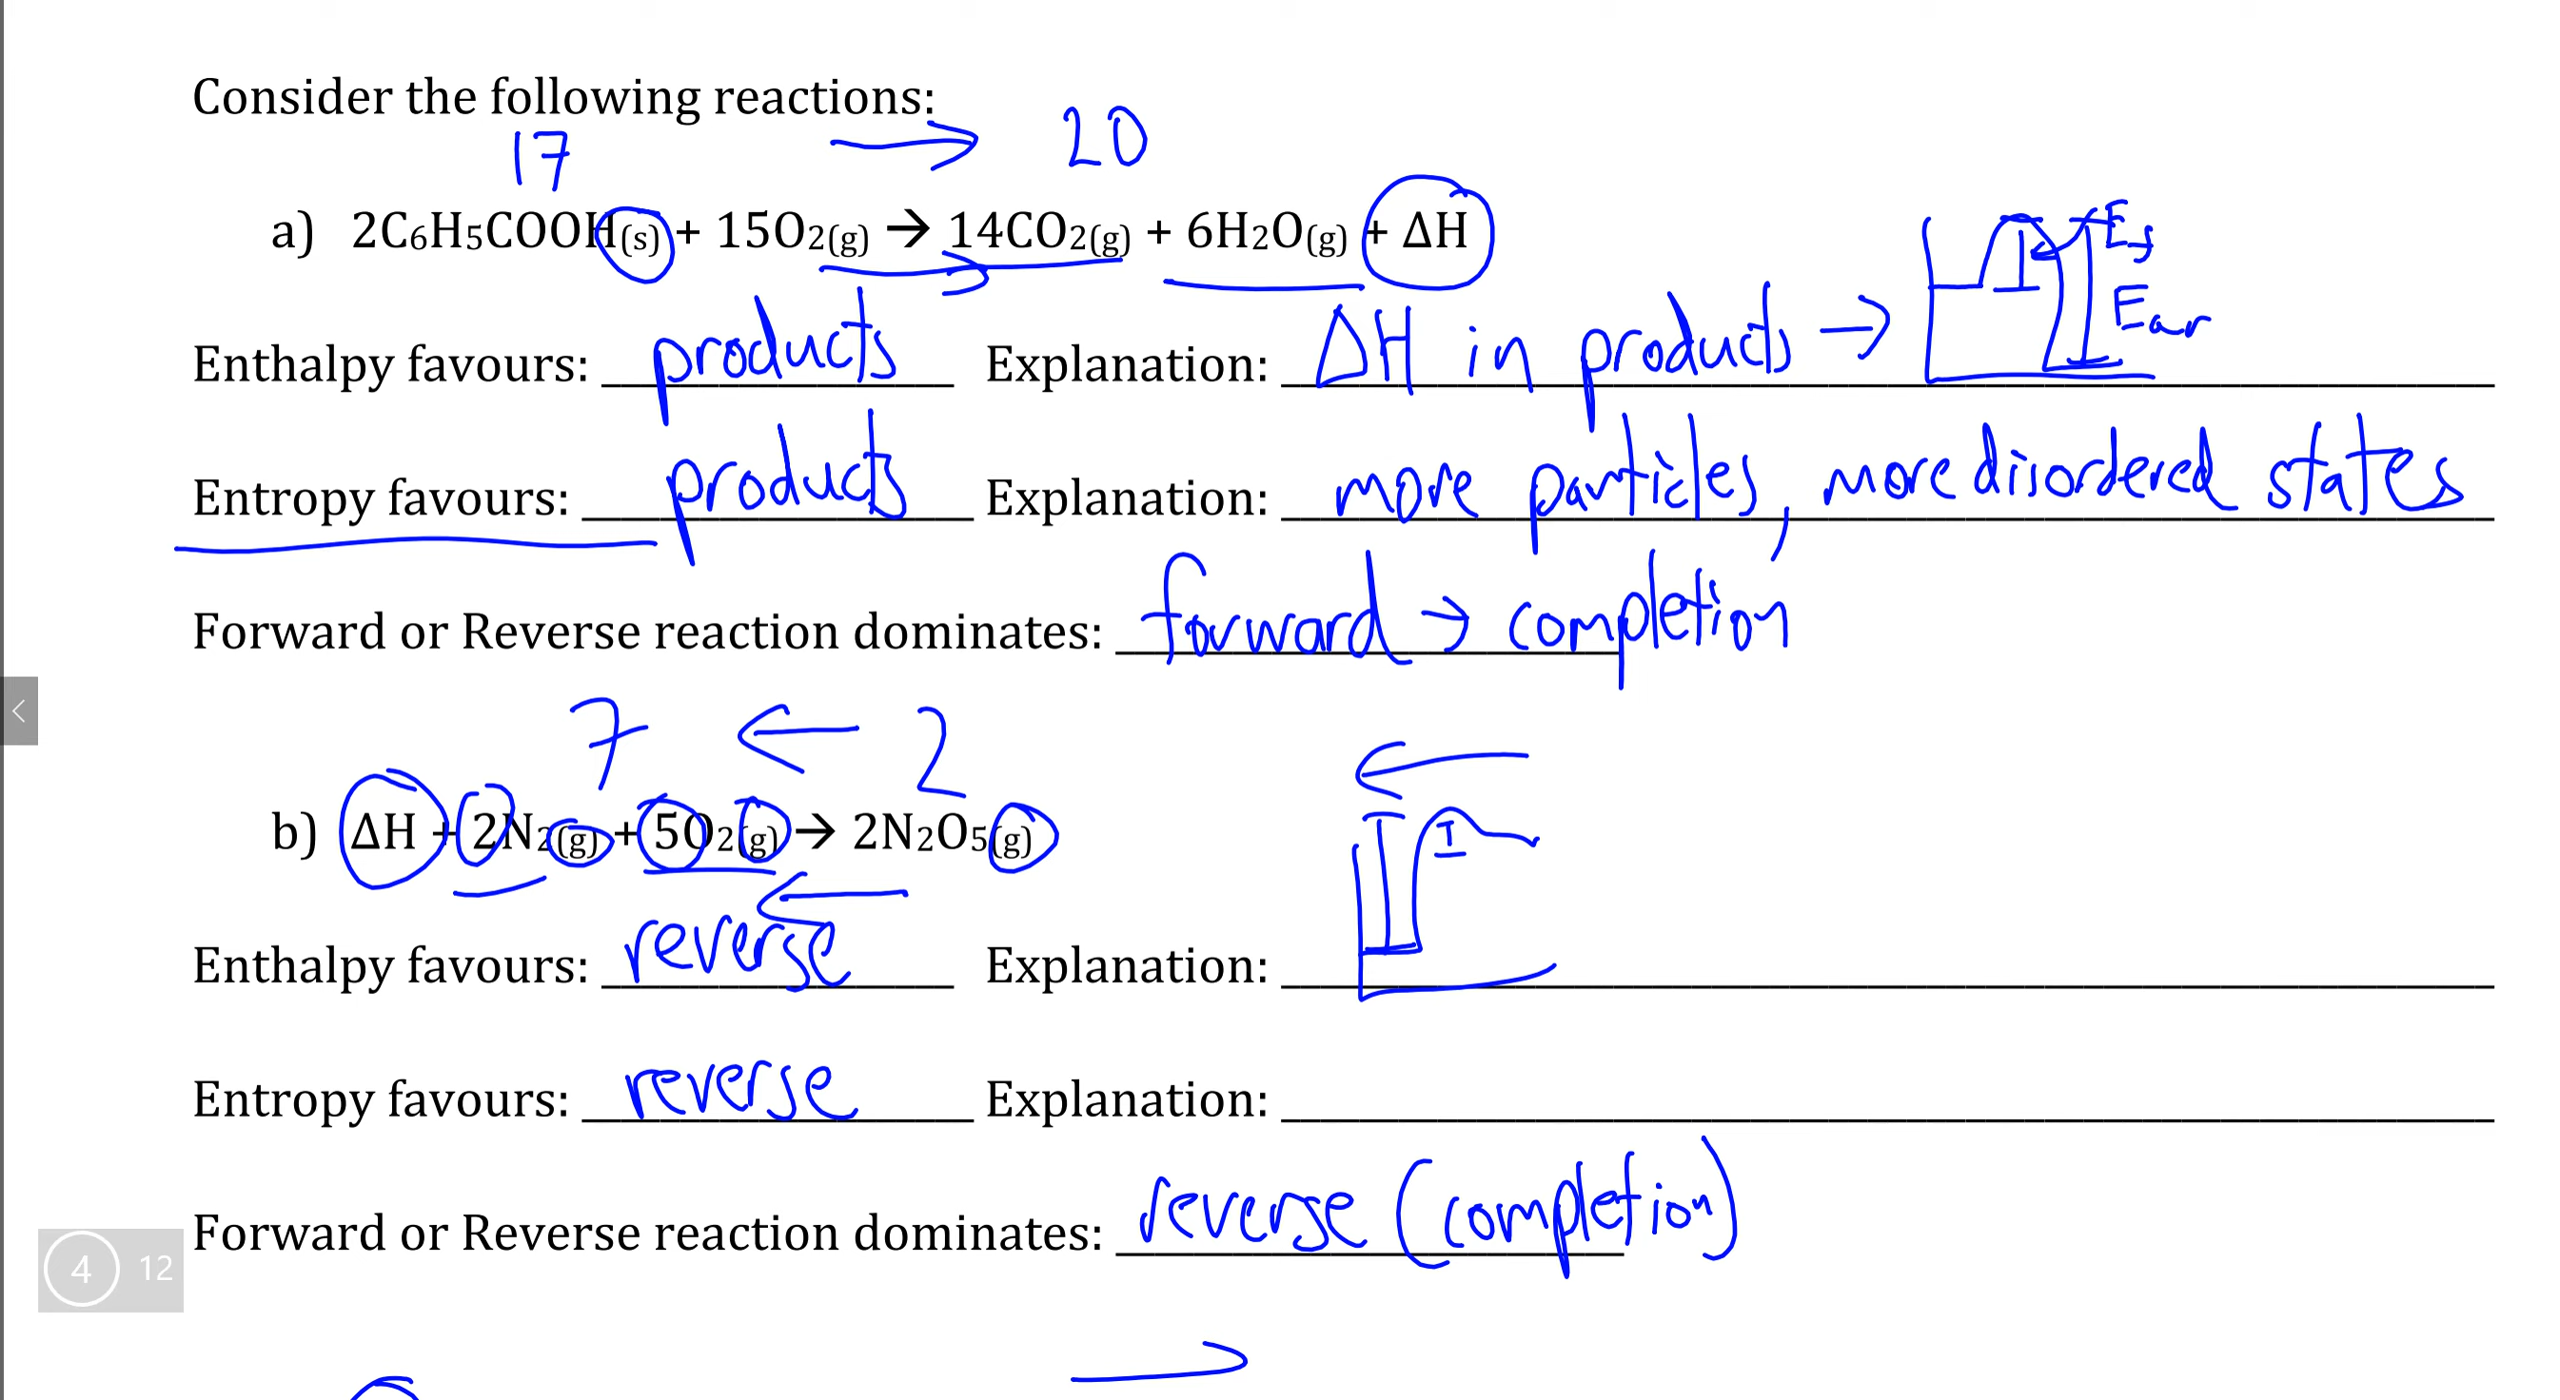 Consider the following reactions:
17 → 20
a) 2C6H5COOH(s) + 15O2(g) → 14CO2(g) + 6H2O(g) + ΔH
Enthalpy favours: products Explanation: ΔH in products → Ef Ear
Entropy favours: products Explanation: more particles, more disordered states
Forward or Reverse reaction dominates: forward → completion
7 ← 2
b) ΔH + 2N2(g) + 5O2(g) → 2N2O5(g)
Enthalpy favours: reverse Explanation:
Entropy favours: reverse Explanation:
Forward or Reverse reaction dominates: reverse (completion)
4 12